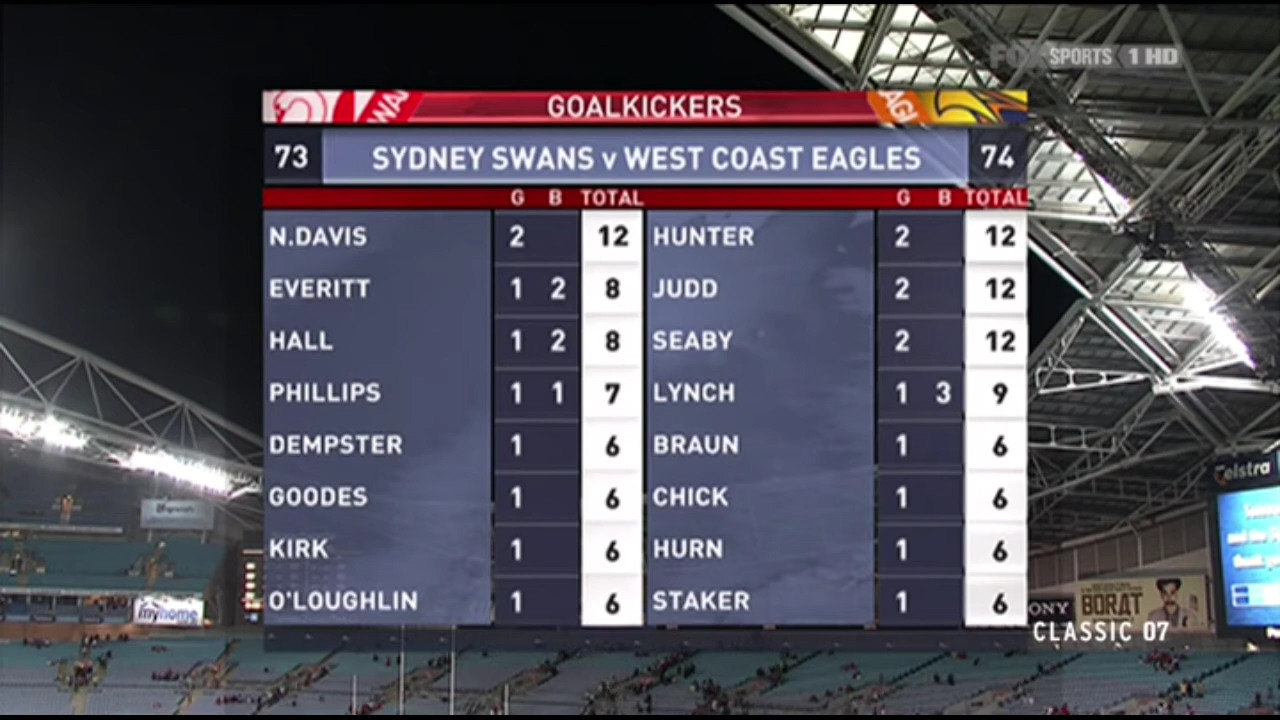 FOX SPORTS 1 HD
GOALKICKERS
73 SYDNEY SWANS v WEST COAST EAGLES 74
G B TOTAL G B TOTAL
N.DAVIS 2 12 HUNTER 2 12
EVERITT 1 2 8 JUDD 2 12
HALL 1 2 8 SEABY 2 12
PHILLIPS 1 1 7 LYNCH 1 3 9
DEMPSTER 1 6 BRAUN 1 6
GOODES 1 6 CHICK 1 6
KIRK 1 6 HURN 1 6
O'LOUGHLIN 1 6 STAKER 1 6
Telstra
myhome
BORAT
CLASSIC 07